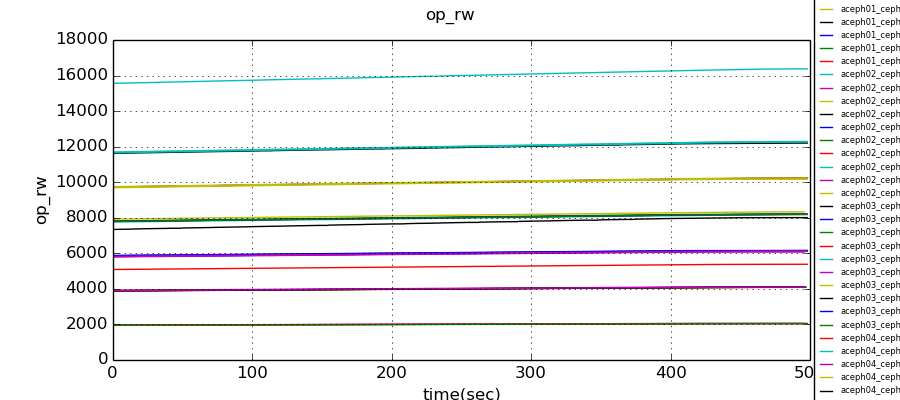 op_rw
18000
16000
14000
12000
10000
8000
6000
4000
2000
0
op_rw
0 100 200 300 400 50
time(sec)
aceph01_ceph
aceph01_ceph
aceph01_ceph
aceph01_ceph
aceph01_ceph
aceph02_ceph
aceph02_ceph
aceph02_ceph
aceph02_ceph
aceph02_ceph
aceph02_ceph
aceph02_ceph
aceph02_ceph
aceph02_ceph
aceph02_ceph
aceph03_ceph
aceph03_ceph
aceph03_ceph
aceph03_ceph
aceph03_ceph
aceph03_ceph
aceph03_ceph
aceph03_ceph
aceph03_ceph
aceph03_ceph
aceph04_ceph
aceph04_ceph
aceph04_ceph
aceph04_ceph
aceph04_ceph